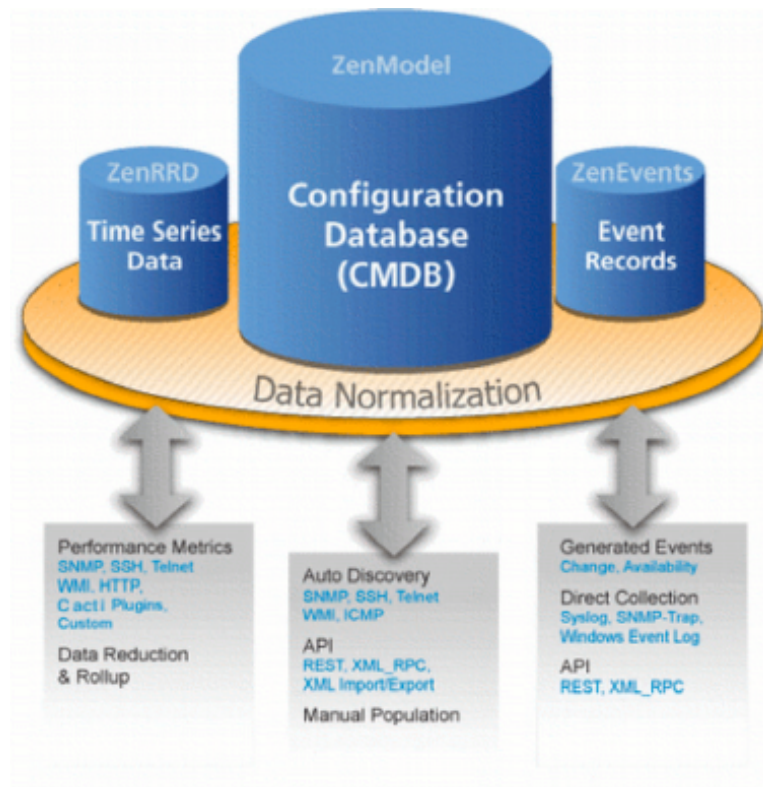 ZenModel
Configuration
Database
(CMDB)
ZenRRD
Time Series
Data
ZenEvents
Event
Records
Data Normalization
Performance Metrics
SNMP, SSH, Telnet
WMI, HTTP,
Cacti Plugins,
Custom
Data Reduction
& Rollup
Auto Discovery
SNMP, SSH, Telnet
WMI, ICMP
API
REST, XML_RPC,
XML Import/Export
Manual Population
Generated Events
Change, Availability
Direct Collection
Syslog, SNMP-Trap,
Windows Event Log
API
REST, XML_RPC